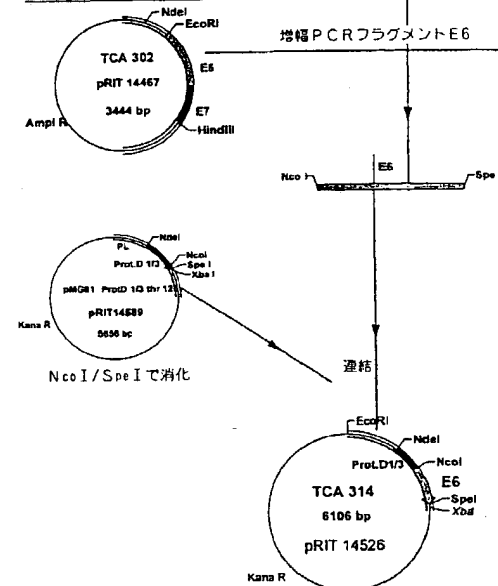 NdeI
EcoRI
TCA 302
pRIT 14467
3444 bp
E6
E7
HindIII
Ampl R
増幅PCRフラグメントE6
E6
Nco I
Spe
PL
NdeI
Prot.D 1/3
NcoI
Spe I
Xba I
pMG81 ProtD 1/3 thr 12
pRIT14589
5656 bp
Kana R
NcoI/SpeIで消化
連結
EcoRI
NdeI
Prot.D1/3
NcoI
E6
TCA 314
SpeI
XbaI
6106 bp
pRIT 14526
Kana R